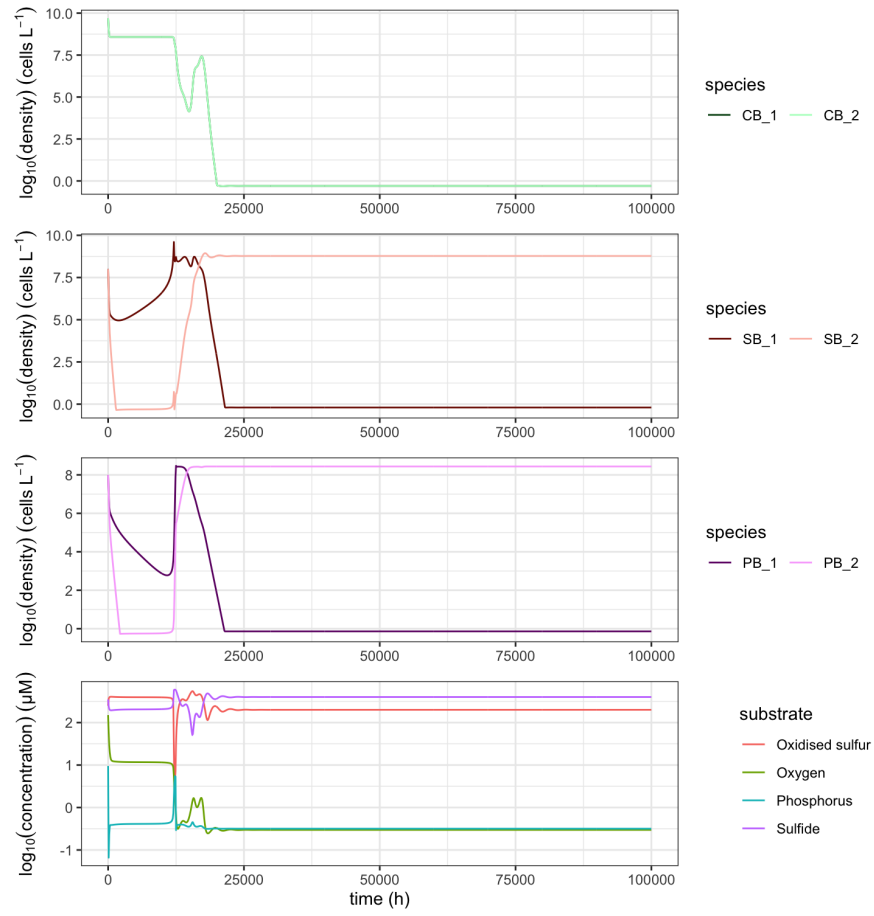 log₁₀(density) (cells L⁻¹)
10.0
7.5
5.0
2.5
0.0
0 25000 50000 75000 100000
species
CB_1 CB_2
log₁₀(density) (cells L⁻¹)
10.0
7.5
5.0
2.5
0.0
0 25000 50000 75000 100000
species
SB_1 SB_2
log₁₀(density) (cells L⁻¹)
8
6
4
2
0
0 25000 50000 75000 100000
species
PB_1 PB_2
log₁₀(concentration) (µM)
2
1
0
-1
0 25000 50000 75000 100000
time (h)
substrate
Oxidised sulfur
Oxygen
Phosphorus
Sulfide